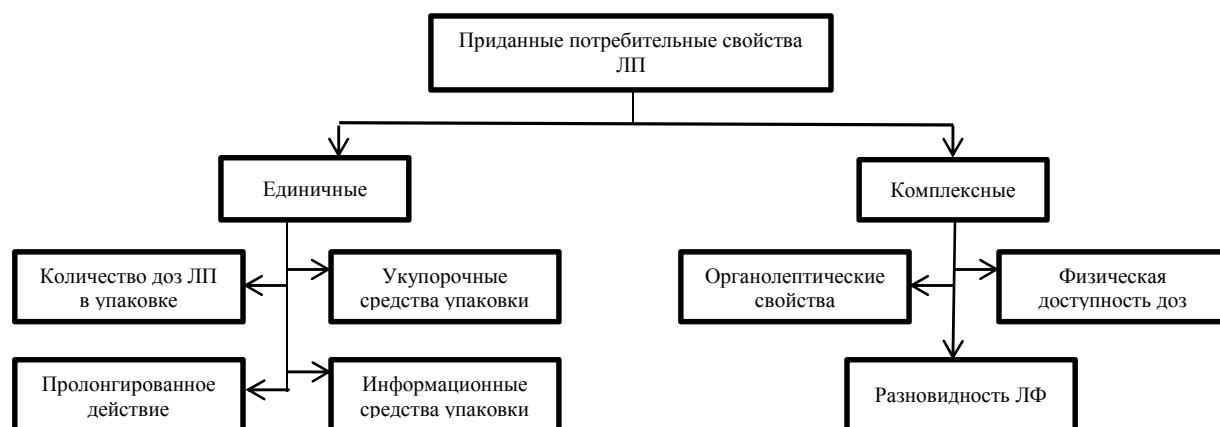 Приданные потребительные свойства
ЛП
Единичные
Комплексные
Количество доз ЛП
в упаковке
Укупорочные
средства упаковки
Органолептические
свойства
Физическая
доступность доз
Пролонгированное
действие
Информационные
средства упаковки
Разновидность ЛФ